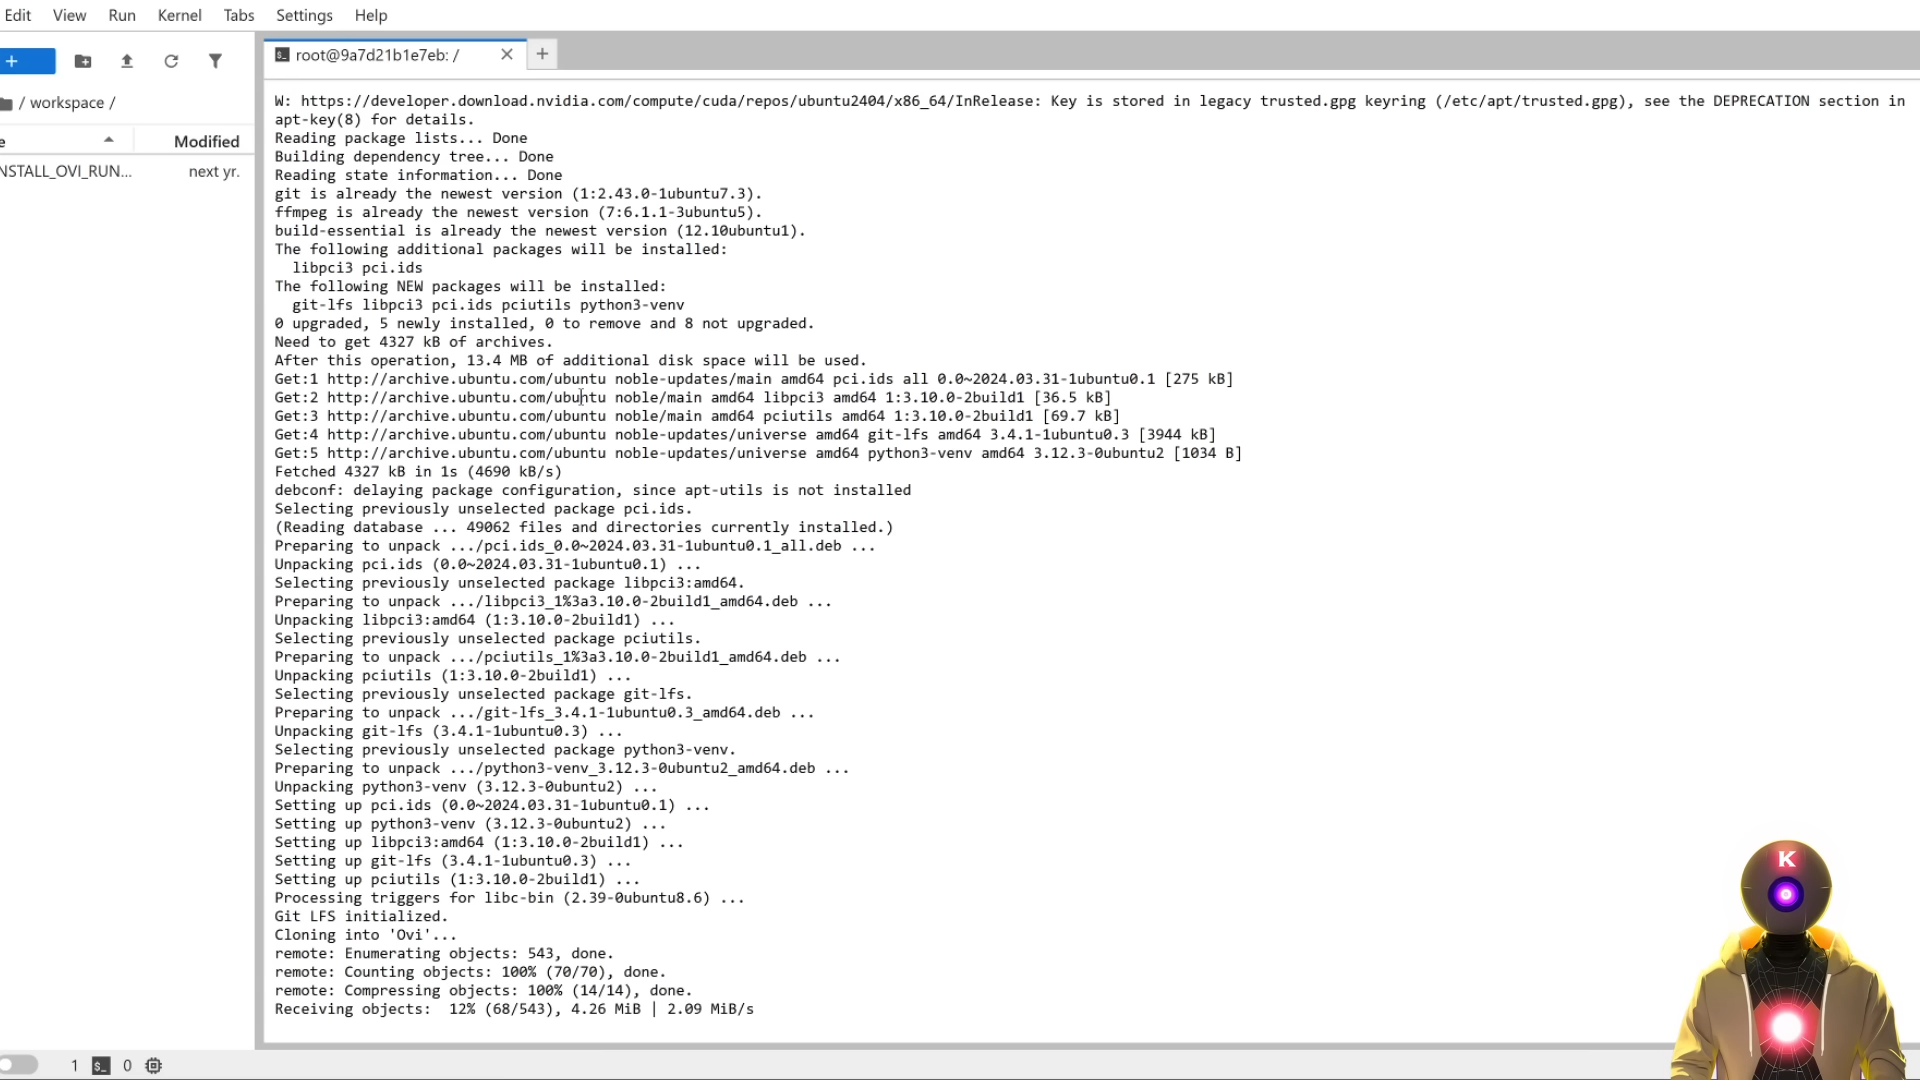 Edit View Run Kernel Tabs Settings Help
+
root@9a7d21b1e7eb: /
/ workspace /
e Modified
NSTALL_OVI_RUN... next yr.
W: https://developer.download.nvidia.com/compute/cuda/repos/ubuntu2404/x86_64/InRelease: Key is stored in legacy trusted.gpg keyring (/etc/apt/trusted.gpg), see the DEPRECATION section in
apt-key(8) for details.
Reading package lists... Done
Building dependency tree... Done
Reading state information... Done
git is already the newest version (1:2.43.0-1ubuntu7.3).
ffmpeg is already the newest version (7:6.1.1-3ubuntu5).
build-essential is already the newest version (12.10ubuntu1).
The following additional packages will be installed:
  libpci3 pci.ids
The following NEW packages will be installed:
  git-lfs libpci3 pci.ids pciutils python3-venv
0 upgraded, 5 newly installed, 0 to remove and 8 not upgraded.
Need to get 4327 kB of archives.
After this operation, 13.4 MB of additional disk space will be used.
Get:1 http://archive.ubuntu.com/ubuntu noble-updates/main amd64 pci.ids all 0.0~2024.03.31-1ubuntu0.1 [275 kB]
Get:2 http://archive.ubuntu.com/ubuntu noble/main amd64 libpci3 amd64 1:3.10.0-2build1 [36.5 kB]
Get:3 http://archive.ubuntu.com/ubuntu noble/main amd64 pciutils amd64 1:3.10.0-2build1 [69.7 kB]
Get:4 http://archive.ubuntu.com/ubuntu noble-updates/universe amd64 git-lfs amd64 3.4.1-1ubuntu0.3 [3944 kB]
Get:5 http://archive.ubuntu.com/ubuntu noble-updates/universe amd64 python3-venv amd64 3.12.3-0ubuntu2 [1034 B]
Fetched 4327 kB in 1s (4690 kB/s)
debconf: delaying package configuration, since apt-utils is not installed
Selecting previously unselected package pci.ids.
(Reading database ... 49062 files and directories currently installed.)
Preparing to unpack .../pci.ids_0.0~2024.03.31-1ubuntu0.1_all.deb ...
Unpacking pci.ids (0.0~2024.03.31-1ubuntu0.1) ...
Selecting previously unselected package libpci3:amd64.
Preparing to unpack .../libpci3_1%3a3.10.0-2build1_amd64.deb ...
Unpacking libpci3:amd64 (1:3.10.0-2build1) ...
Selecting previously unselected package pciutils.
Preparing to unpack .../pciutils_1%3a3.10.0-2build1_amd64.deb ...
Unpacking pciutils (1:3.10.0-2build1) ...
Selecting previously unselected package git-lfs.
Preparing to unpack .../git-lfs_3.4.1-1ubuntu0.3_amd64.deb ...
Unpacking git-lfs (3.4.1-1ubuntu0.3) ...
Selecting previously unselected package python3-venv.
Preparing to unpack .../python3-venv_3.12.3-0ubuntu2_amd64.deb ...
Unpacking python3-venv (3.12.3-0ubuntu2) ...
Setting up pci.ids (0.0~2024.03.31-1ubuntu0.1) ...
Setting up python3-venv (3.12.3-0ubuntu2) ...
Setting up libpci3:amd64 (1:3.10.0-2build1) ...
Setting up git-lfs (3.4.1-1ubuntu0.3) ...
Setting up pciutils (1:3.10.0-2build1) ...
Processing triggers for libc-bin (2.39-0ubuntu8.6) ...
Git LFS initialized.
Cloning into 'Ovi'...
remote: Enumerating objects: 543, done.
remote: Counting objects: 100% (70/70), done.
remote: Compressing objects: 100% (14/14), done.
Receiving objects:  12% (68/543), 4.26 MiB | 2.09 MiB/s
K
1 $_ 0